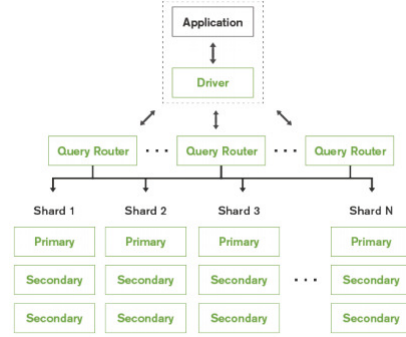 Application
Driver
Query Router . . . Query Router . . . Query Router
Shard 1 Shard 2 Shard 3 Shard N
Primary Primary Primary Primary
Secondary Secondary Secondary . . . Secondary
Secondary Secondary Secondary Secondary